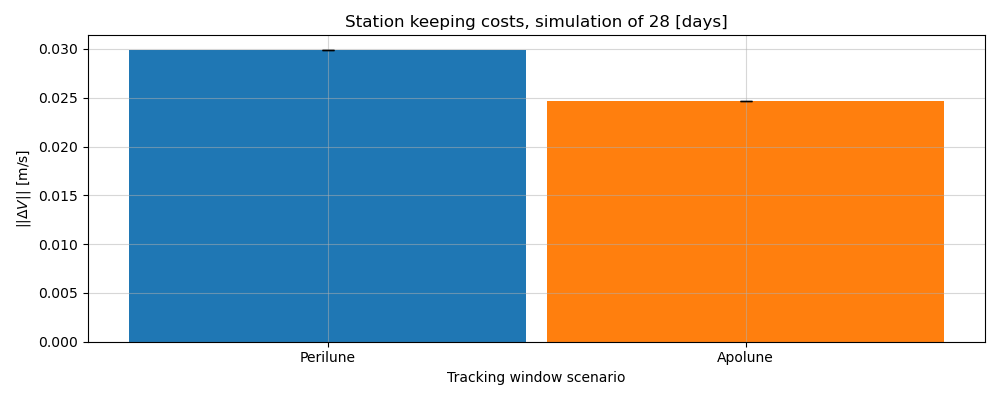 Station keeping costs, simulation of 28 [days]
||ΔV|| [m/s]
0.030
0.025
0.020
0.015
0.010
0.005
0.000
Perilune Apolune
Tracking window scenario